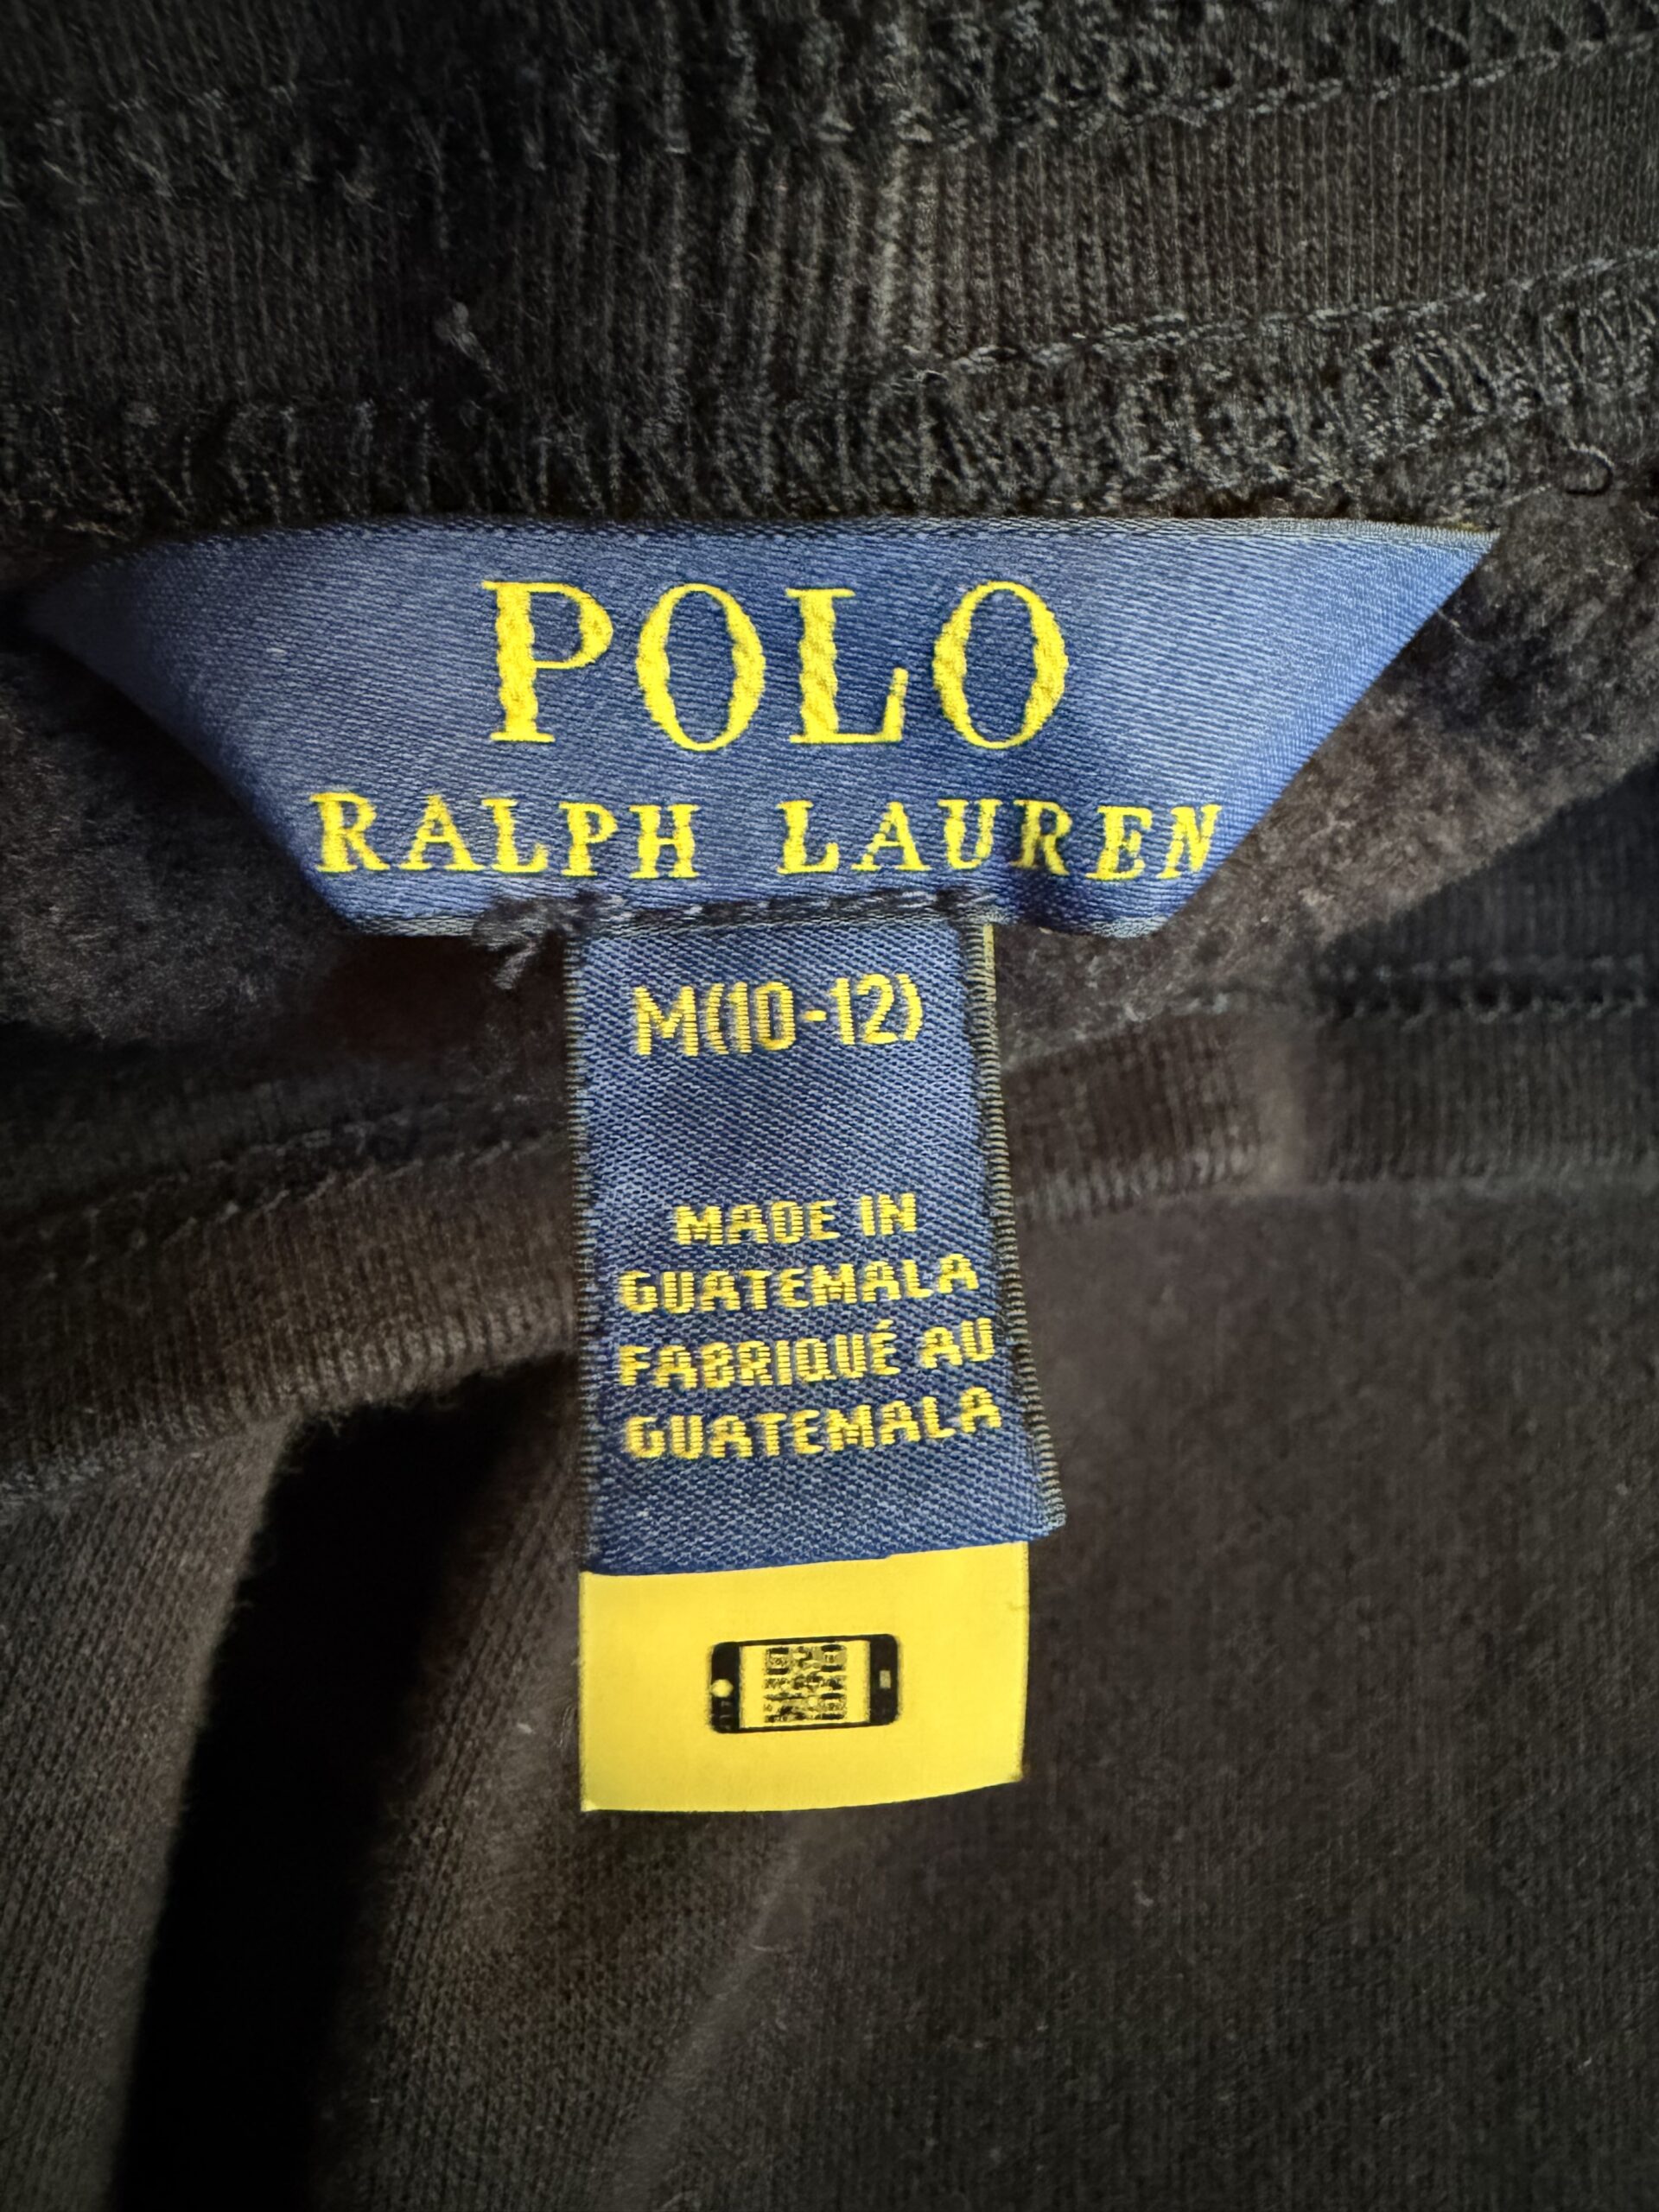 POLO
RALPH LAUREN
M(10-12)
MADE IN
GUATEMALA
FABRIQUÉ AU
GUATEMALA